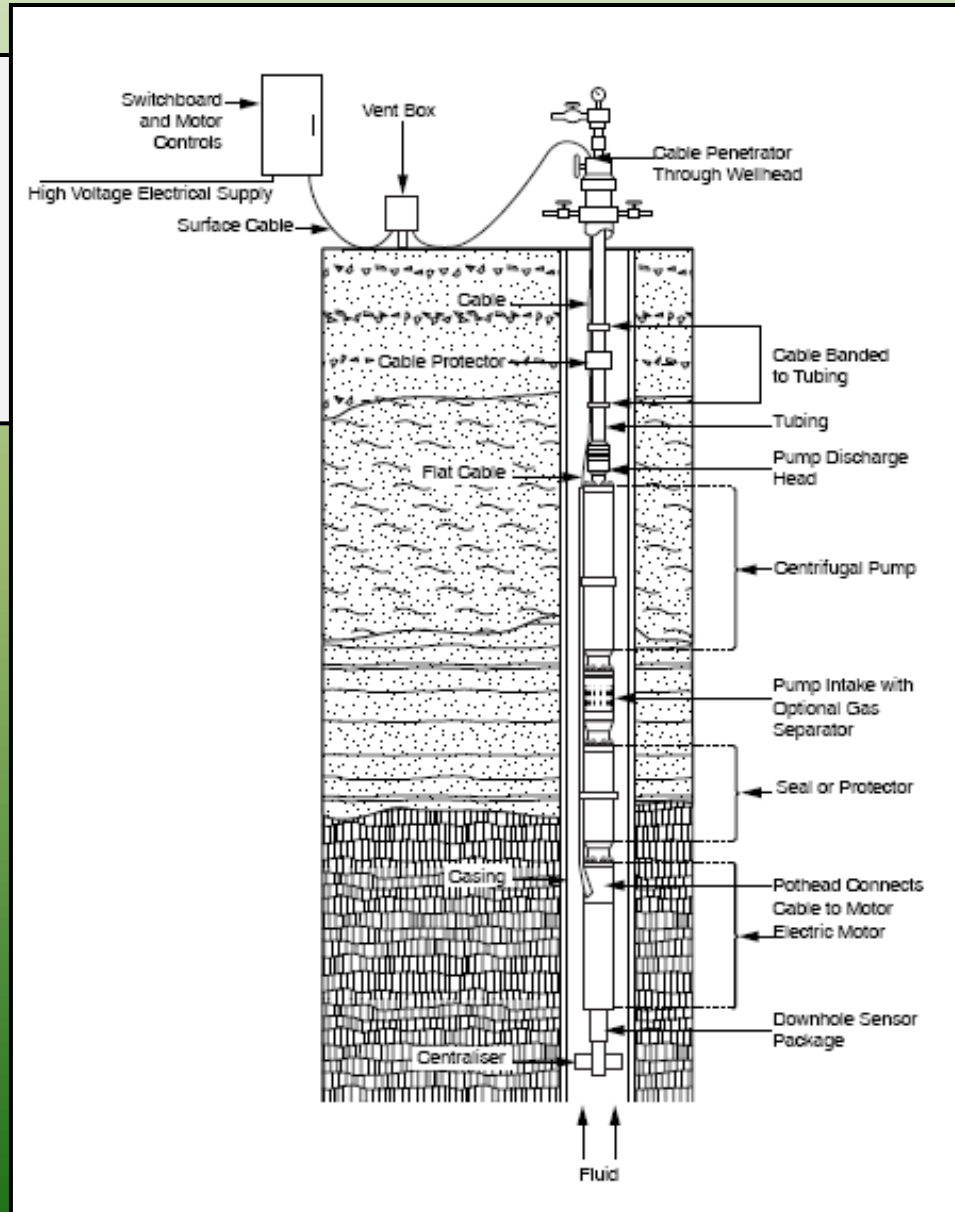 Switchboard
and Motor
Controls
Vent Box
High Voltage Electrical Supply
Surface Cable
Cable Penetrator
Through Wellhead
Cable
Cable Protector
Cable Banded
to Tubing
Tubing
Flat Cable
Pump Discharge
Head
Centrifugal Pump
Pump Intake with
Optional Gas
Separator
Seal or Protector
Casing
Pothead Connects
Cable to Motor
Electric Motor
Downhole Sensor
Package
Centraliser
Fluid